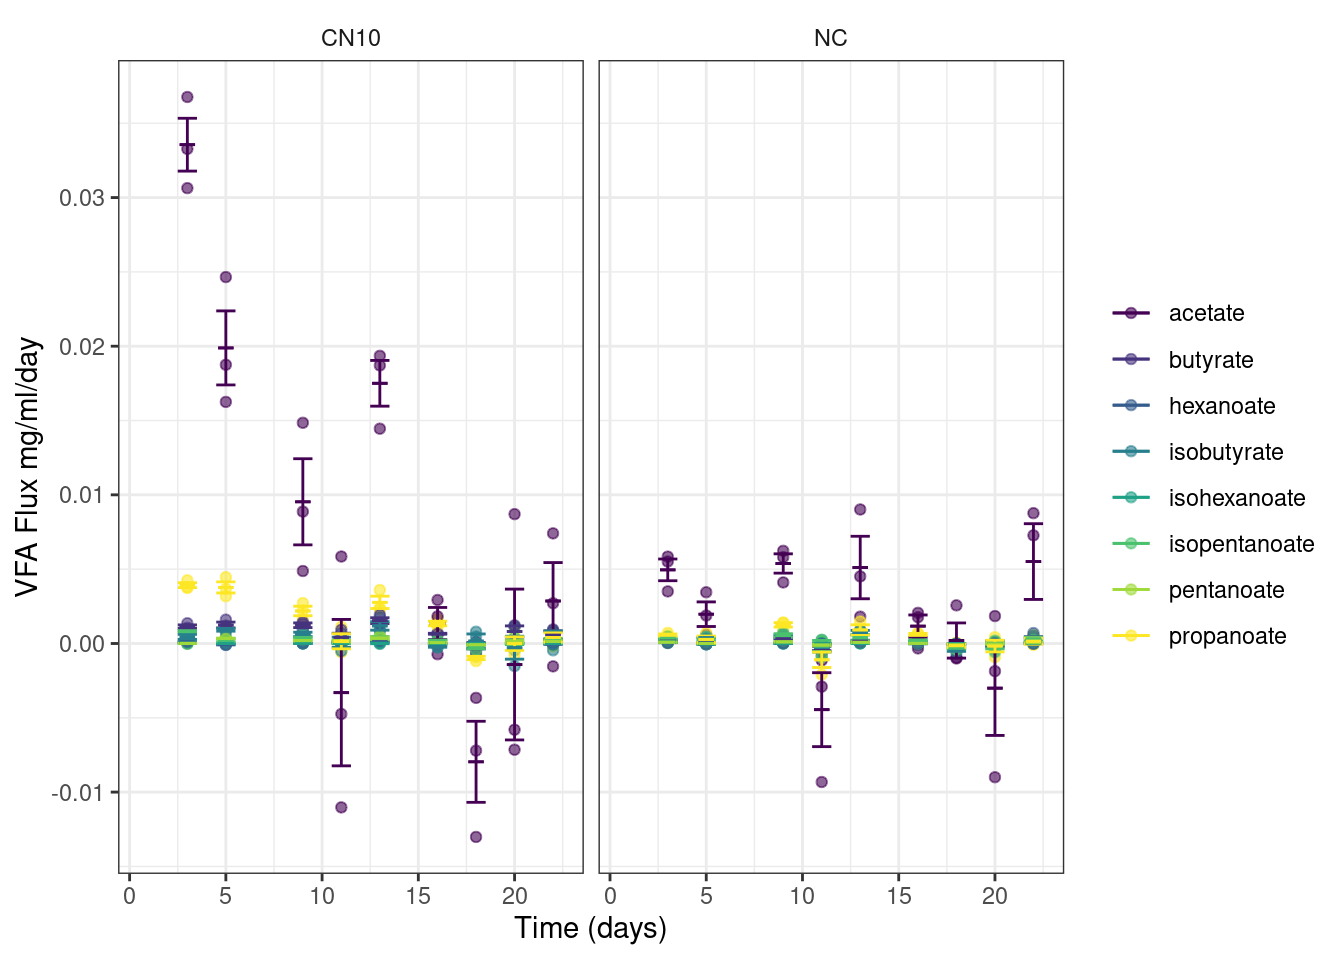 CN10
NC
VFA Flux mg/ml/day
0.03
0.02
0.01
0.00
-0.01
0 5 10 15 20
0 5 10 15 20
Time (days)
acetate
butyrate
hexanoate
isobutyrate
isohexanoate
isopentanoate
pentanoate
propanoate